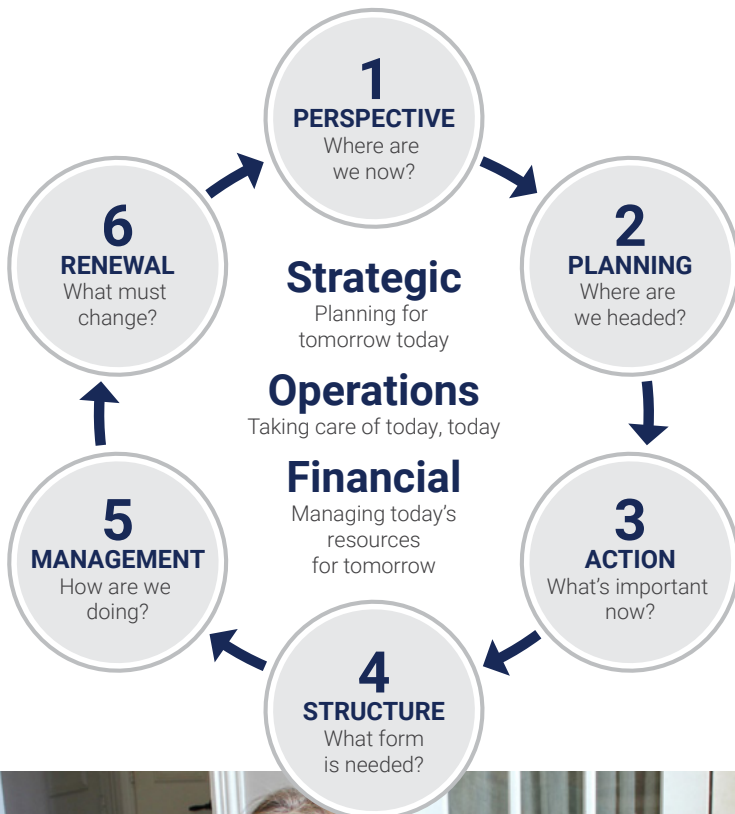 1
PERSPECTIVE
Where are
we now?
2
PLANNING
Where are
we headed?
3
ACTION
What's important
now?
4
STRUCTURE
What form
is needed?
5
MANAGEMENT
How are we
doing?
6
RENEWAL
What must
change?
Strategic
Planning for
tomorrow today
Operations
Taking care of today, today
Financial
Managing today's
resources
for tomorrow